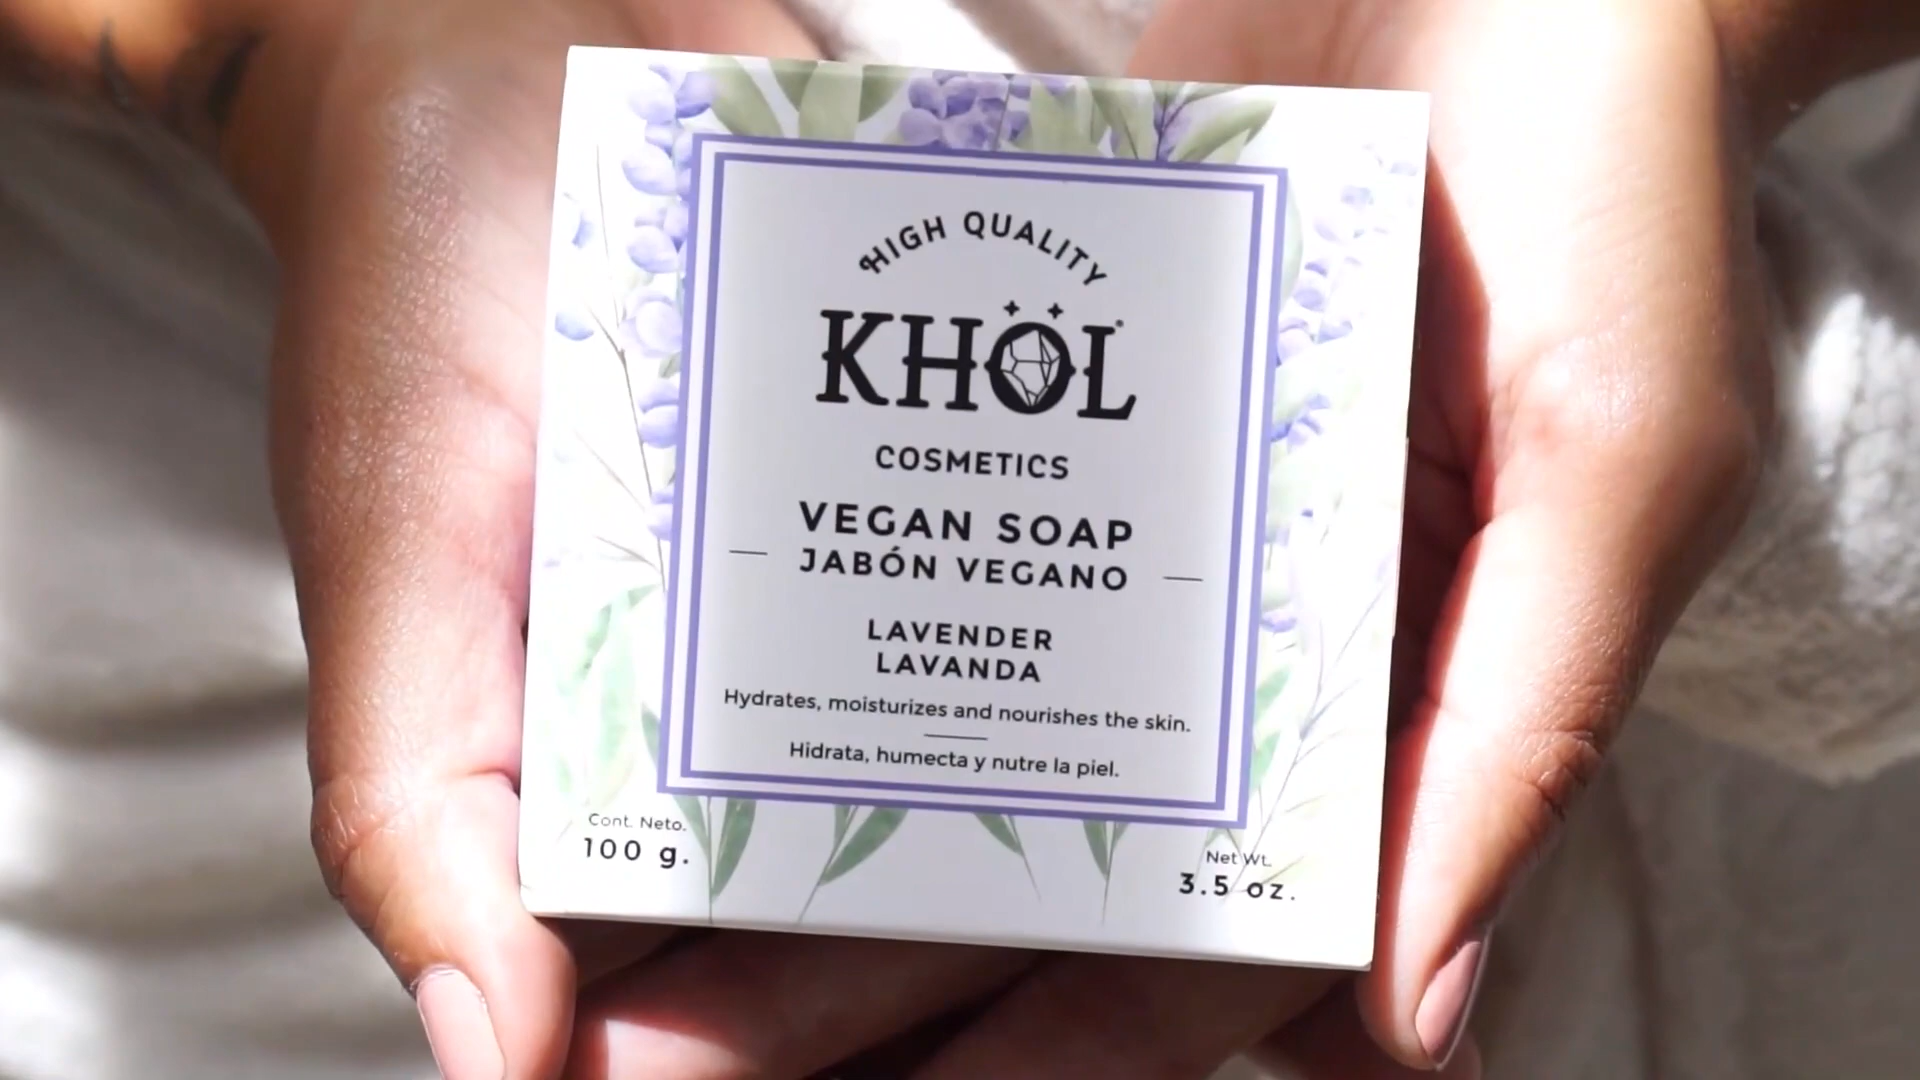 HIGH QUALITY
KHÖL
COSMETICS
VEGAN SOAP
JABÓN VEGANO
LAVENDER
LAVANDA
Hydrates, moisturizes and nourishes the skin.
Hidrata, humecta y nutre la piel.
Cont. Neto.
100 g.
Net Wt.
3.5 oz.